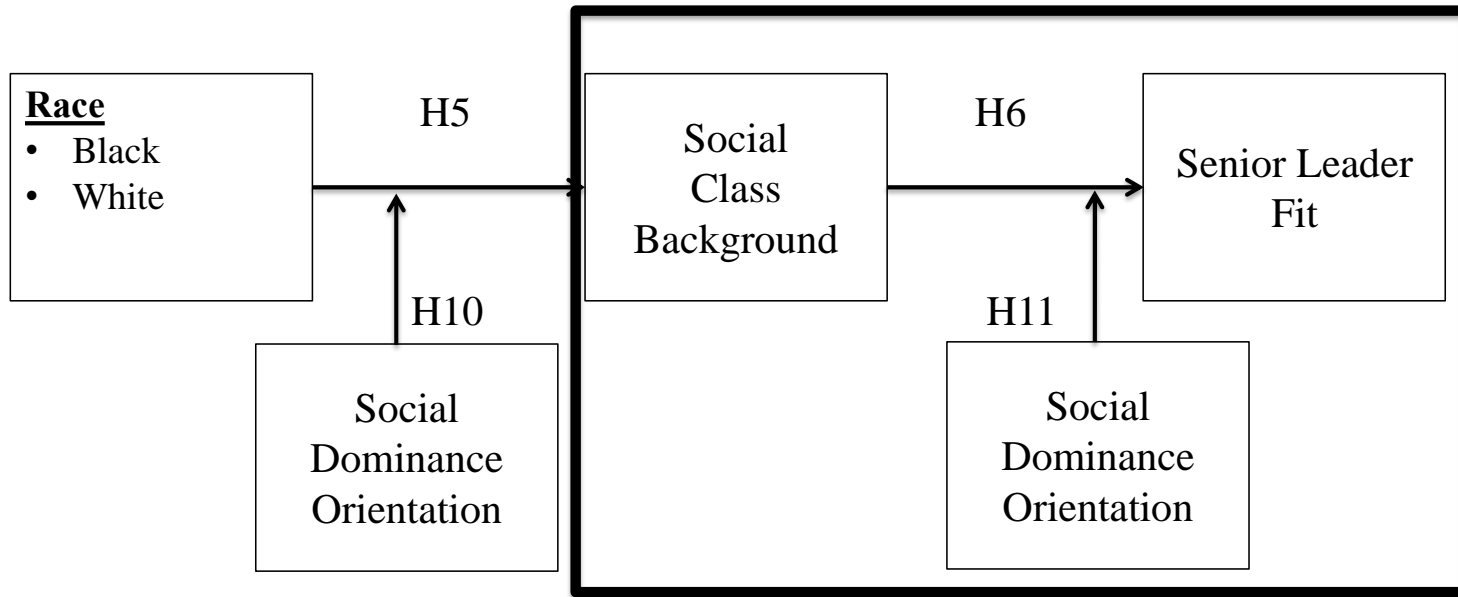 Race
• Black
• White
H5
Social
Class
Background
H6
Senior Leader
Fit
H10
Social
Dominance
Orientation
H11
Social
Dominance
Orientation